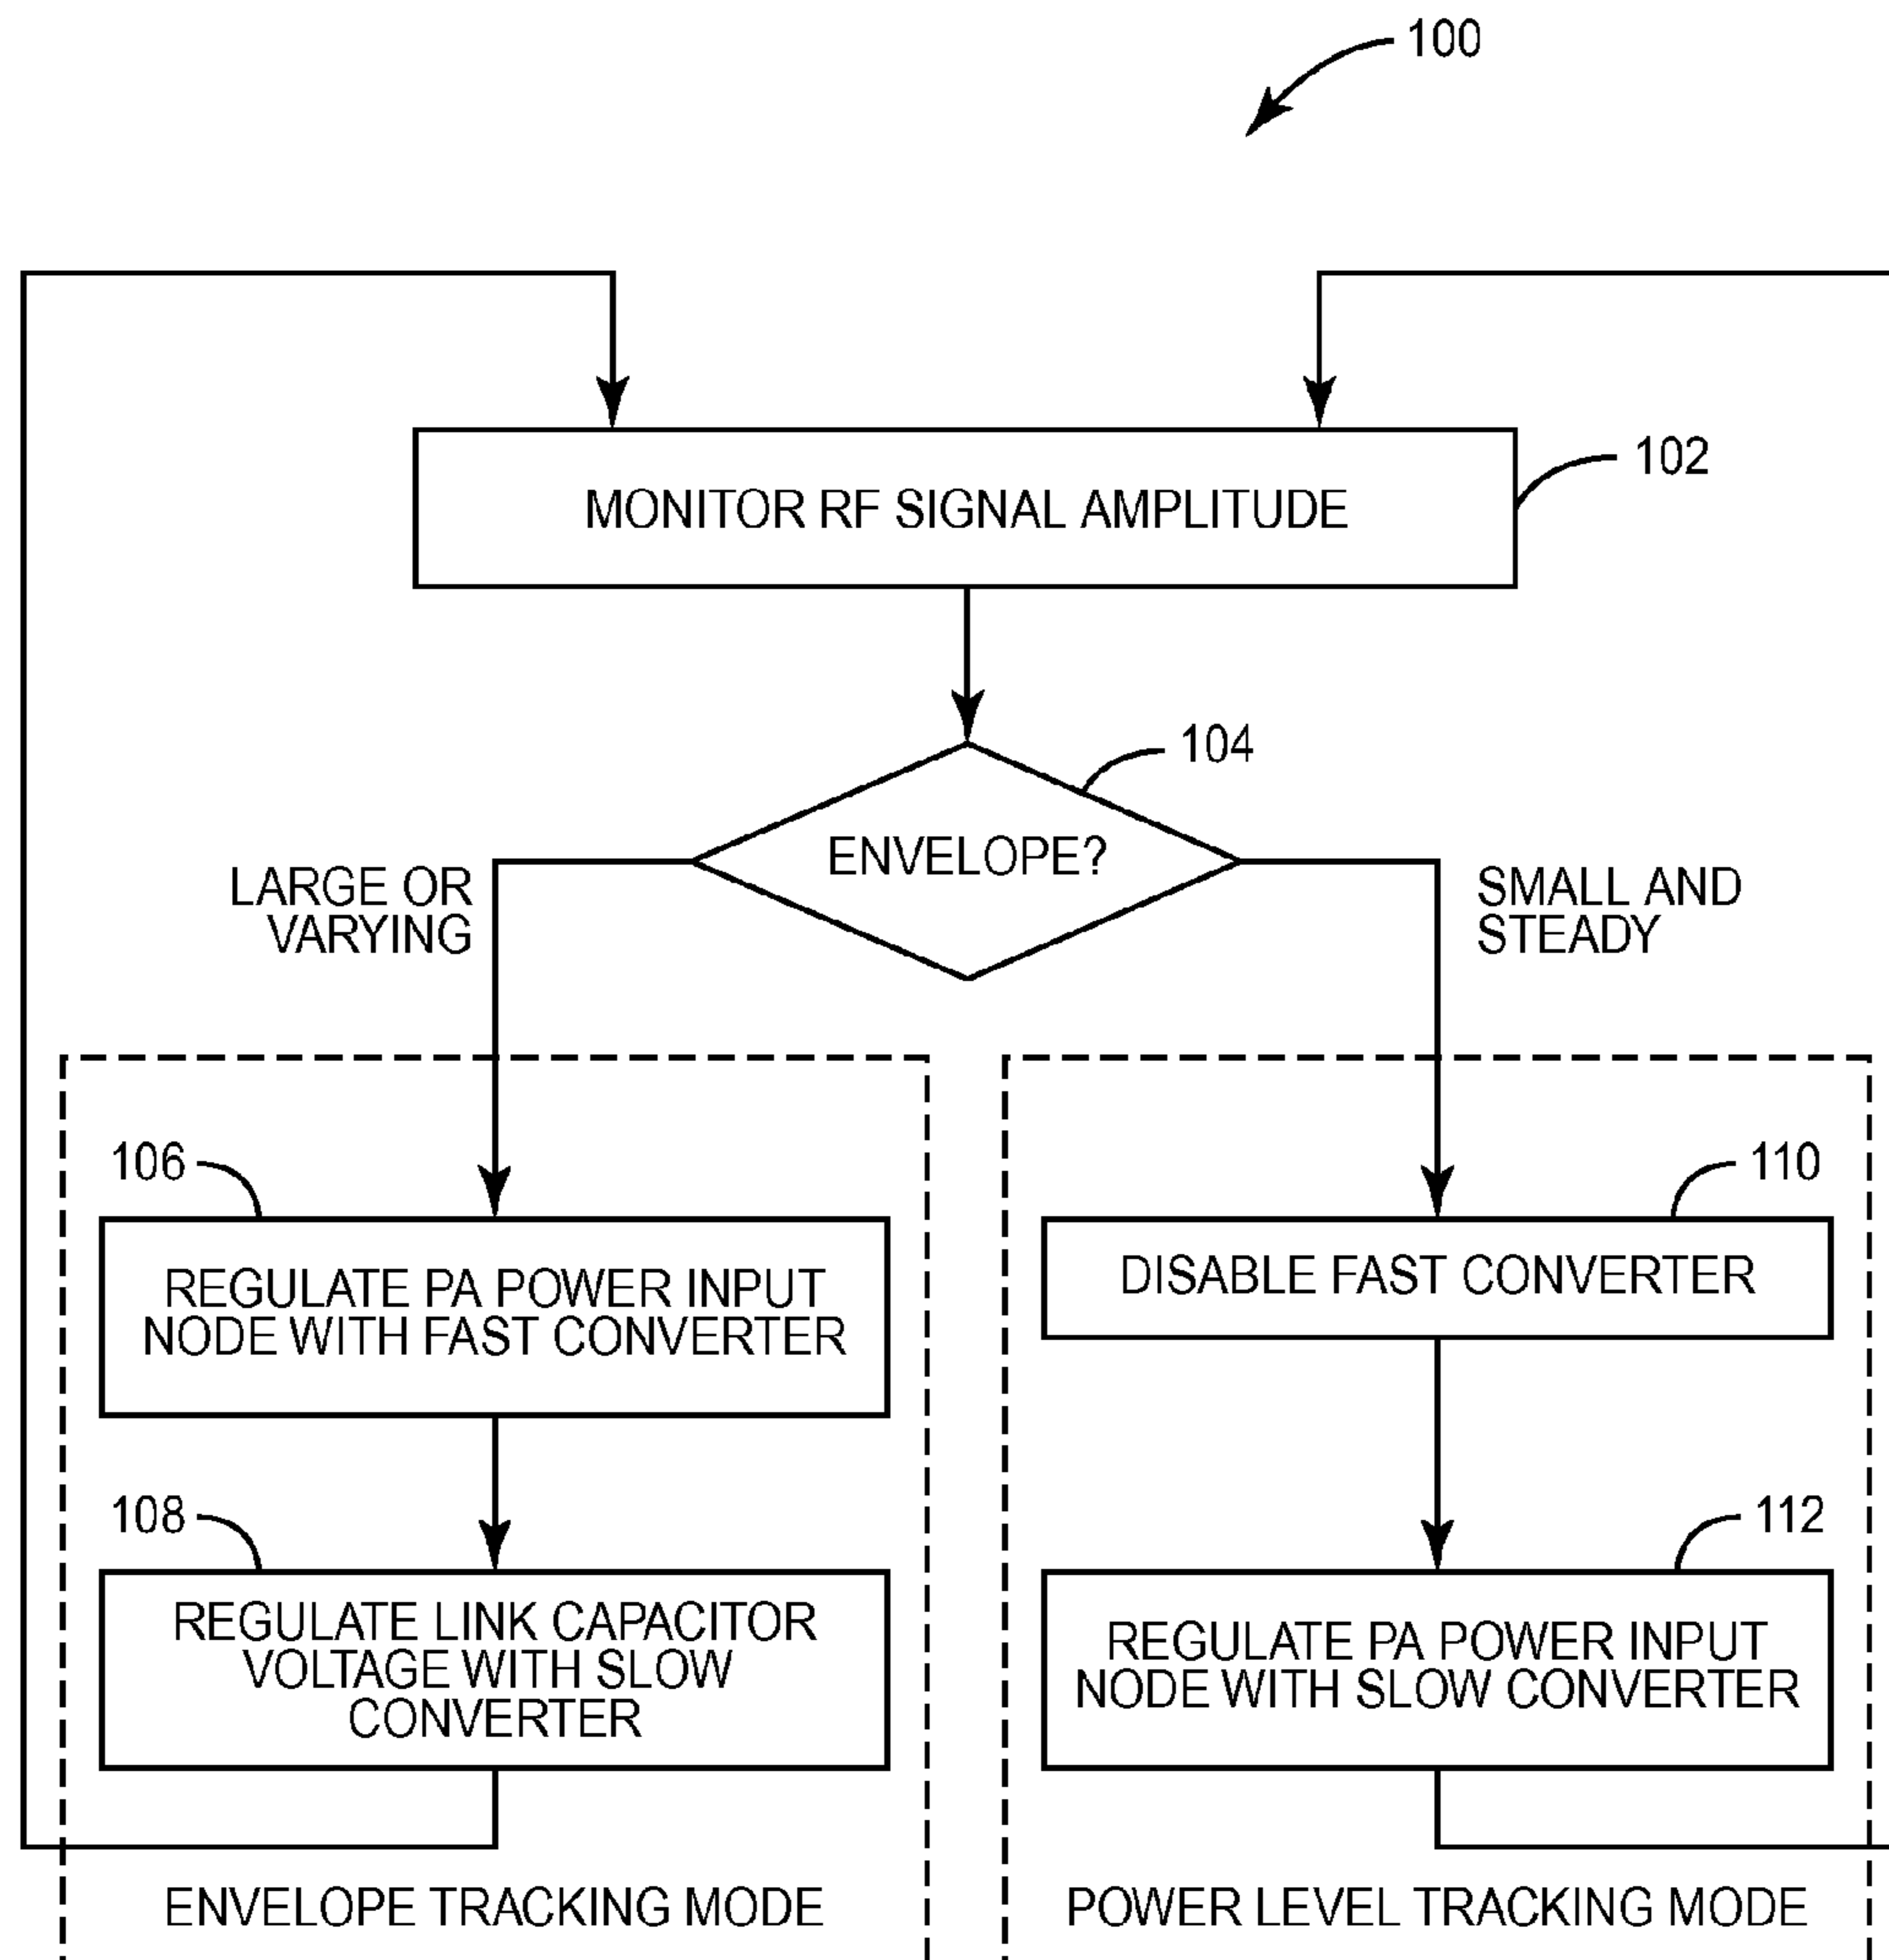 100
MONITOR RF SIGNAL AMPLITUDE
102
104
ENVELOPE?
LARGE OR
VARYING
SMALL AND
STEADY
106
REGULATE PA POWER INPUT
NODE WITH FAST CONVERTER
108
REGULATE LINK CAPACITOR
VOLTAGE WITH SLOW
CONVERTER
ENVELOPE TRACKING MODE
110
DISABLE FAST CONVERTER
112
REGULATE PA POWER INPUT
NODE WITH SLOW CONVERTER
POWER LEVEL TRACKING MODE